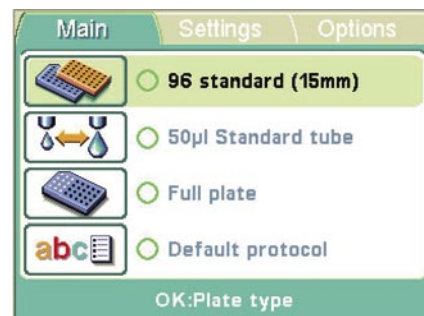 Main Settings Options
96 standard (15mm)
50µl Standard tube
Full plate
abc Default protocol
OK:Plate type